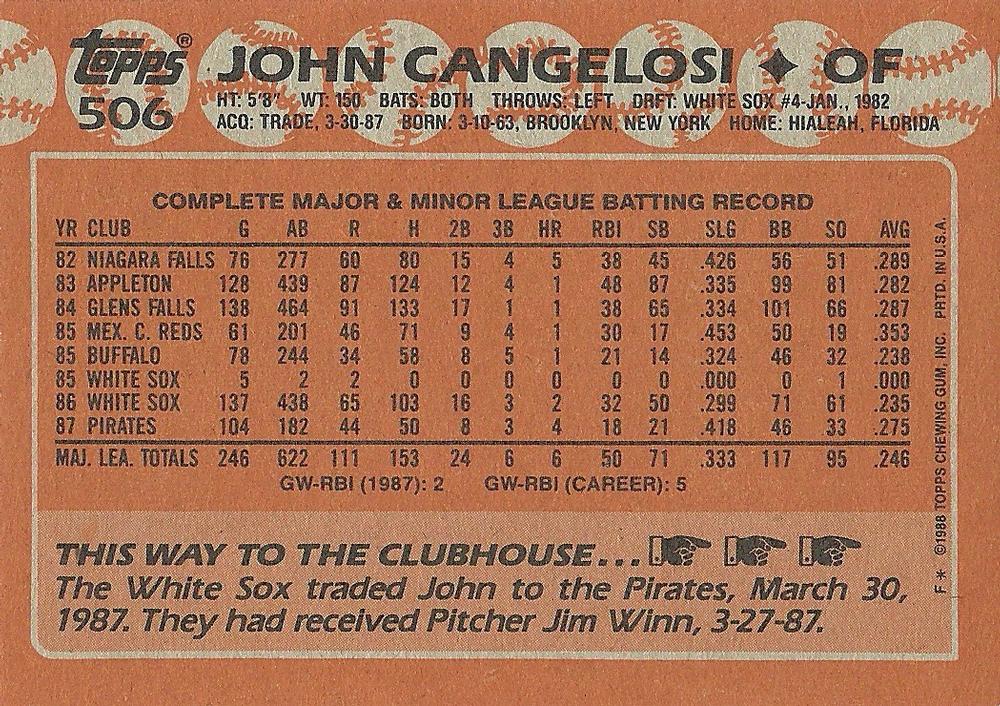 Topps® JOHN CANGELOSI ✦ OF
506
HT: 5'8" WT: 150 BATS: BOTH THROWS: LEFT DRFT: WHITE SOX #4-JAN., 1982
ACQ: TRADE, 3-30-87 BORN: 3-10-63, BROOKLYN, NEW YORK HOME: HIALEAH, FLORIDA
COMPLETE MAJOR & MINOR LEAGUE BATTING RECORD
YR CLUB G AB R H 2B 3B HR RBI SB SLG BB SO AVG
82 NIAGARA FALLS 76 277 60 80 15 4 5 38 45 .426 56 51 .289
83 APPLETON 128 439 87 124 12 4 1 48 87 .335 99 81 .282
84 GLENS FALLS 138 464 91 133 17 1 1 38 65 .334 101 66 .287
85 MEX. C. REDS 61 201 46 71 9 4 1 30 17 .453 50 19 .353
85 BUFFALO 78 244 34 58 8 5 1 21 14 .324 46 32 .238
85 WHITE SOX 5 2 2 0 0 0 0 0 0 .000 0 1 .000
86 WHITE SOX 137 438 65 103 16 3 2 32 50 .299 71 61 .235
87 PIRATES 104 182 44 50 8 3 4 18 21 .418 46 33 .275
MAJ. LEA. TOTALS 246 622 111 153 24 6 6 50 71 .333 117 95 .246
GW-RBI (1987): 2 GW-RBI (CAREER): 5
THIS WAY TO THE CLUBHOUSE...
The White Sox traded John to the Pirates, March 30,
1987. They had received Pitcher Jim Winn, 3-27-87.
F* ©1988 TOPPS CHEWING GUM, INC. PRTD. IN U.S.A.